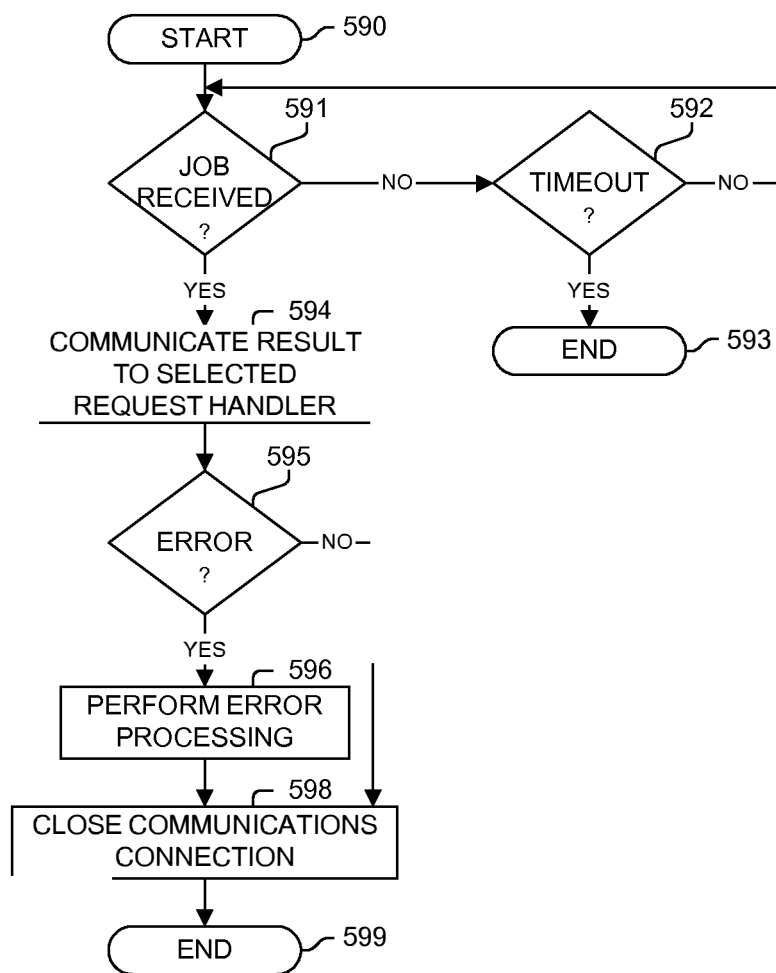 START
590
591
JOB
RECEIVED
?
NO
592
TIMEOUT
?
NO
YES
YES
594
COMMUNICATE RESULT
TO SELECTED
REQUEST HANDLER
END
593
595
ERROR
?
NO
YES
596
PERFORM ERROR
PROCESSING
598
CLOSE COMMUNICATIONS
CONNECTION
END
599